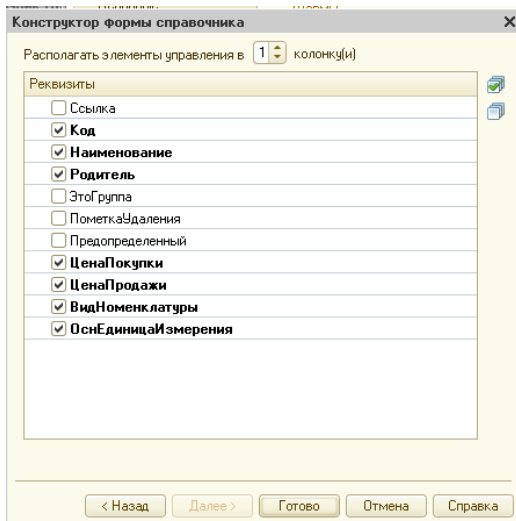 Конструктор формы справочника
Располагать элементы управления в 1 колонку(и)
Реквизиты
Ссылка
Код
Наименование
Родитель
ЭтоГруппа
ПометкаУдаления
Предопределенный
ЦенаПокупки
ЦенаПродажи
ВидНоменклатуры
ОснЕдиницаИзмерения
< Назад Далее > Готово Отмена Справка